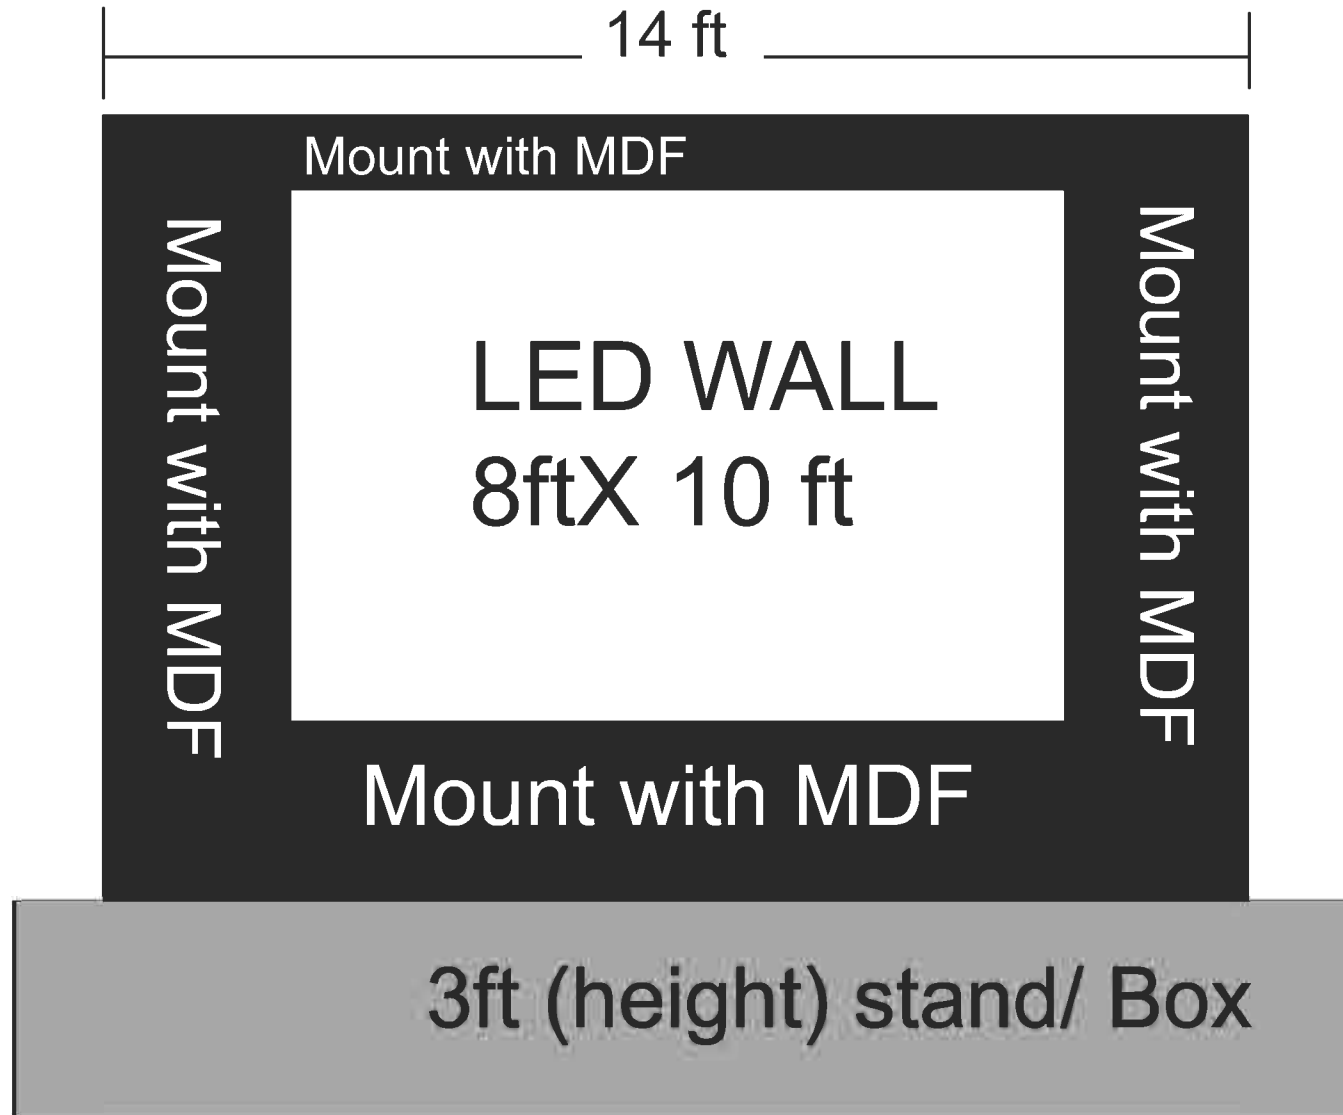 14 ft
Mount with MDF
Mount with MDF
LED WALL
8ftX 10 ft
Mount with MDF
Mount with MDF
3ft (height) stand/ Box